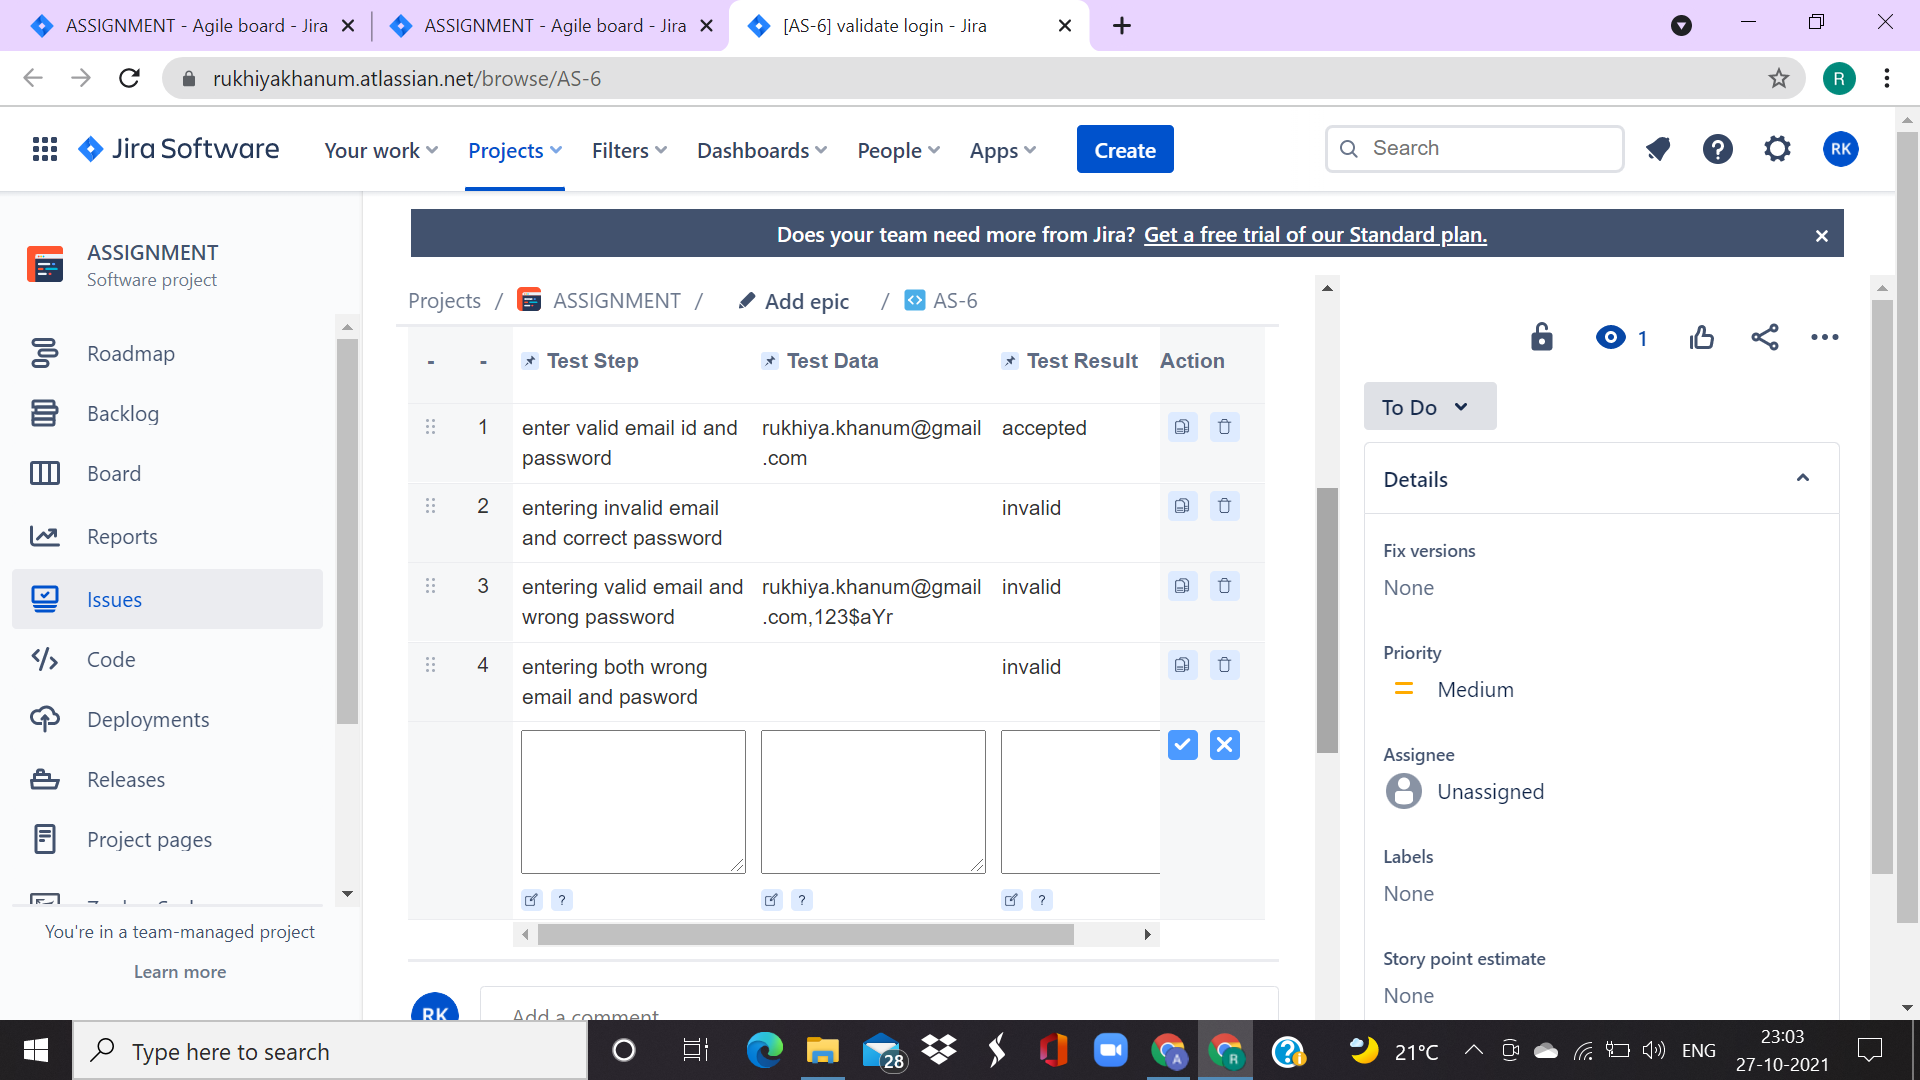 ASSIGNMENT - Agile board - Jira
ASSIGNMENT - Agile board - Jira
[AS-6] validate login - Jira
rukhiyakhanum.atlassian.net/browse/AS-6
R
Jira Software
Your work
Projects
Filters
Dashboards
People
Apps
Create
Search
RK
ASSIGNMENT
Software project
Roadmap
Backlog
Board
Reports
Issues
Code
Deployments
Releases
Project pages
You're in a team-managed project
Learn more
Does your team need more from Jira? Get a free trial of our Standard plan.
Projects / ASSIGNMENT / Add epic / AS-6
- - Test Step Test Data Test Result Action
1 enter valid email id and rukhiya.khanum@gmail accepted
password .com
2 entering invalid email invalid
and correct password
3 entering valid email and rukhiya.khanum@gmail invalid
wrong password .com,123$aYr
4 entering both wrong invalid
email and pasword
? ? ?
RK
Add a comment
1
To Do
Details
Fix versions
None
Priority
Medium
Assignee
Unassigned
Labels
None
Story point estimate
None
Type here to search
28
A
R
21°C
ENG
23:03
27-10-2021